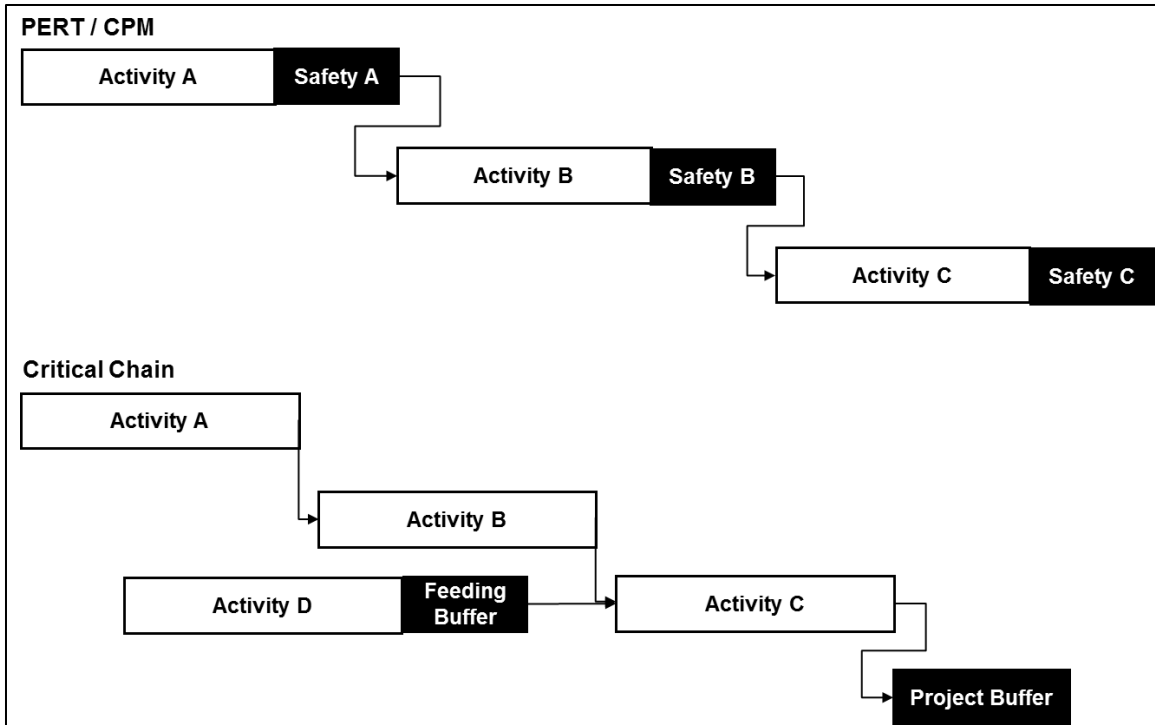 PERT / CPM
Activity A
Safety A
Activity B
Safety B
Activity C
Safety C
Critical Chain
Activity A
Activity B
Activity D
Feeding
Buffer
Activity C
Project Buffer